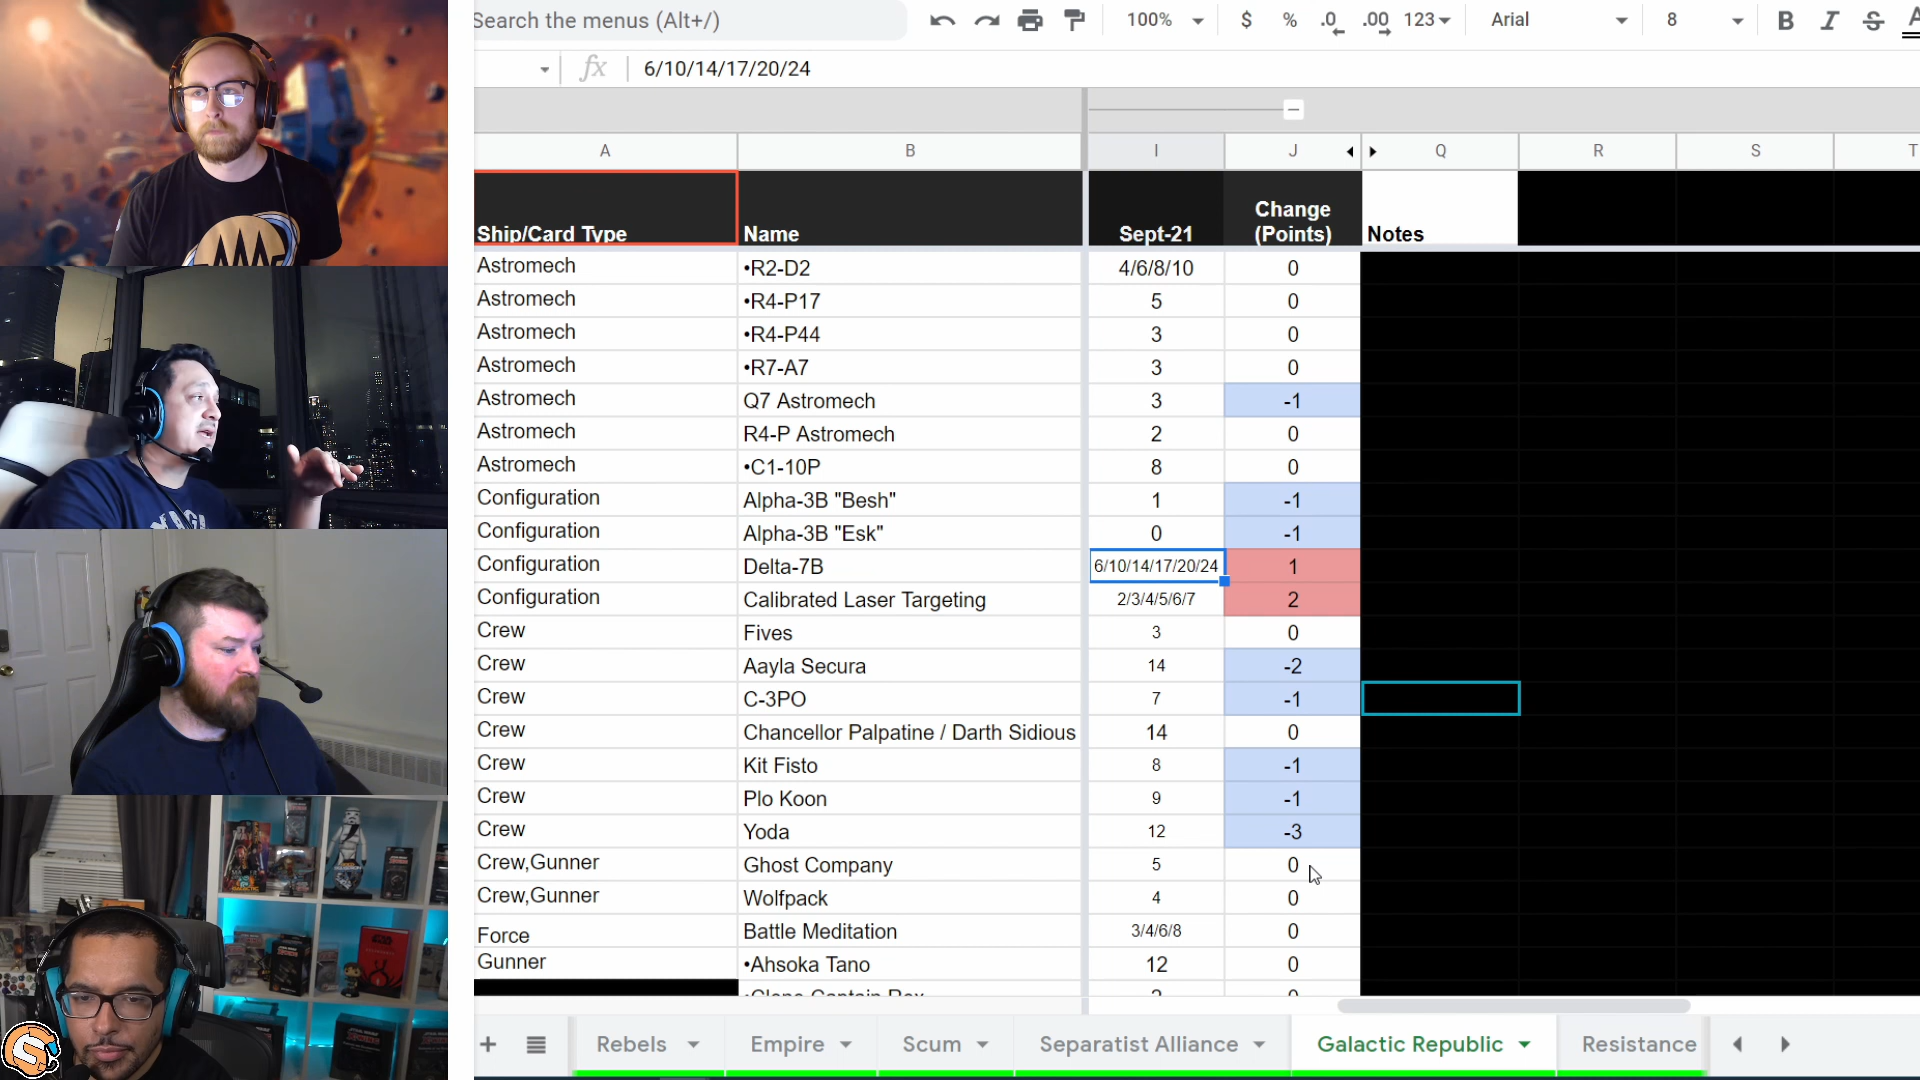 Search the menus (Alt+/)
100% $ % .0 .00 123 Arial 8 B I S A
fx 6/10/14/17/20/24
A B I J Q R S T
Ship/Card Type Name Sept-21 Change (Points) Notes
Astromech •R2-D2 4/6/8/10 0
Astromech •R4-P17 5 0
Astromech •R4-P44 3 0
Astromech •R7-A7 3 0
Astromech Q7 Astromech 3 -1
Astromech R4-P Astromech 2 0
Astromech •C1-10P 8 0
Configuration Alpha-3B "Besh" 1 -1
Configuration Alpha-3B "Esk" 0 -1
Configuration Delta-7B 6/10/14/17/20/24 1
Configuration Calibrated Laser Targeting 2/3/4/5/6/7 2
Crew Fives 3 0
Crew Aayla Secura 14 -2
Crew C-3PO 7 -1
Crew Chancellor Palpatine / Darth Sidious 14 0
Crew Kit Fisto 8 -1
Crew Plo Koon 9 -1
Crew Yoda 12 -3
Crew,Gunner Ghost Company 5 0
Crew,Gunner Wolfpack 4 0
Force Battle Meditation 3/4/6/8 0
Gunner •Ahsoka Tano 12 0
•Clone Captain Rex
+ Rebels Empire Scum Separatist Alliance Galactic Republic Resistance